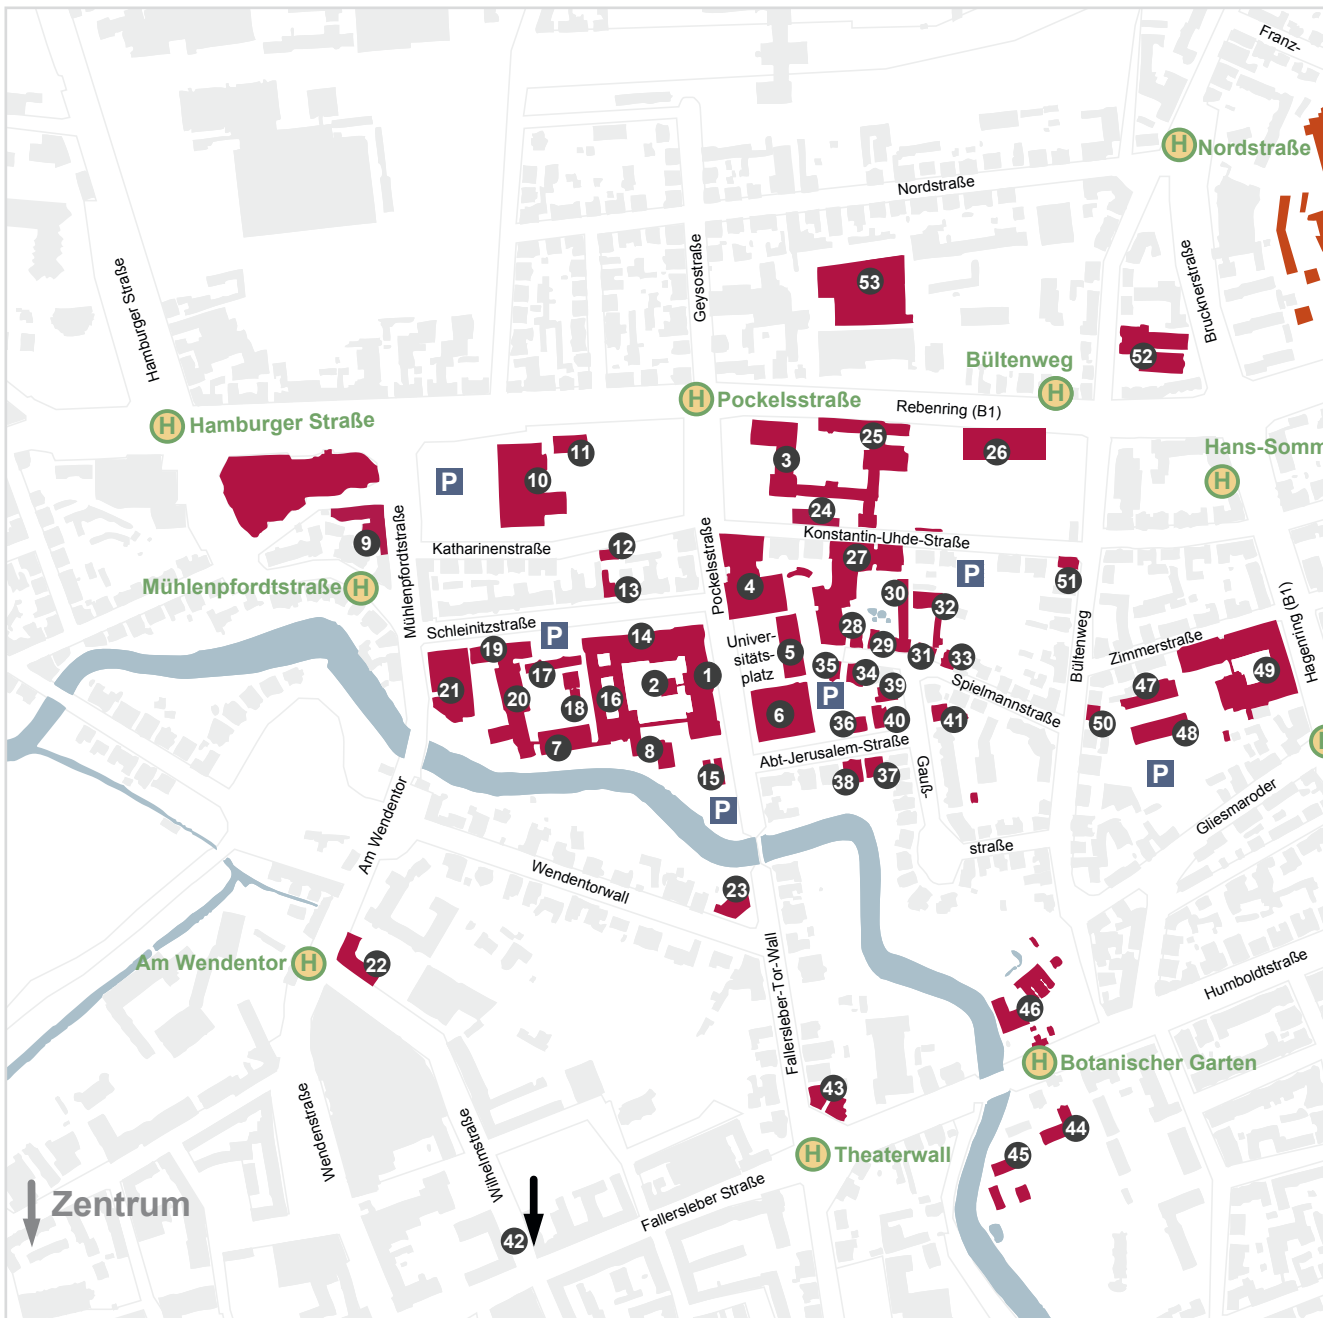 Franz-
H Nordstraße
Nordstraße
Hamburger Straße
Geysostraße
Brucknerstraße
53
52
Bültenweg
H
H Pockelsstraße
Rebenring (B1)
H Hamburger Straße
Hans-Somm
H
11
10
P
3
25
26
24
9
Mühlenpfordtstraße
Katharinenstraße
12
13
Pockelsstraße
Konstantin-Uhde-Straße
27
P
51
Mühlenpfordtstraße H
4
30
32
Schleinitzstraße
P
14
19
17
20
21
18
16
2
1
7
8
15
P
Univer-
sitäts-
platz
5
6
28
29
31
33
35
34
39
P
36
40
41
Spielmannstraße
Abt-Jerusalem-Straße
38
37
Gauß-
straße
Bültenweg
Zimmerstraße
Hagenring (B1)
47
49
50
48
P
Gliesmaroder
Am Wendentor
Wendentorwall
23
Am Wendentor H
22
Fallersleber-Tor-Wall
Humboldtstraße
46
H Botanischer Garten
43
44
45
H Theaterwall
Wendenstraße
Wilhelmstraße
Fallersleber Straße
Zentrum
42